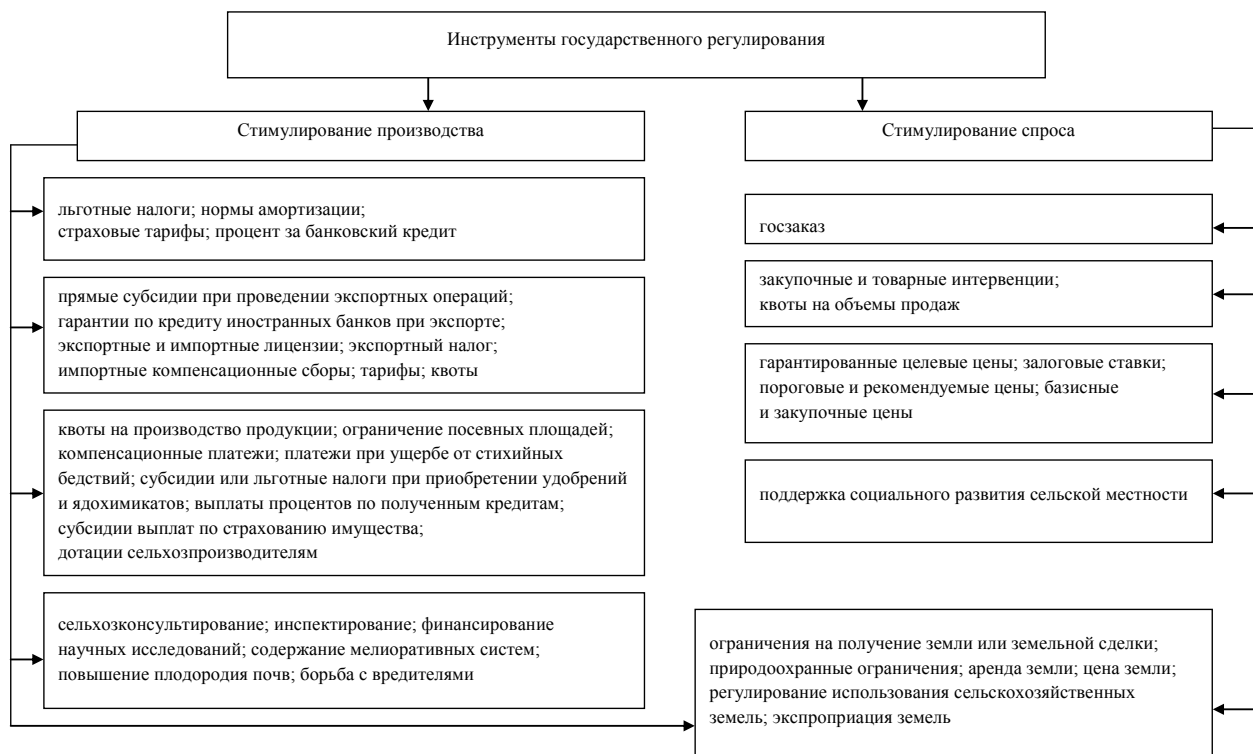 Инструменты государственного регулирования
Стимулирование производства
льготные налоги; нормы амортизации;
страховые тарифы; процент за банковский кредит
прямые субсидии при проведении экспортных операций;
гарантии по кредиту иностранных банков при экспорте;
экспортные и импортные лицензии; экспортный налог;
импортные компенсационные сборы; тарифы; квоты
квоты на производство продукции; ограничение посевных площадей;
компенсационные платежи; платежи при ущербе от стихийных
бедствий; субсидии или льготные налоги при приобретении удобрений
и ядохимикатов; выплаты процентов по полученным кредитам;
субсидии выплат по страхованию имущества;
дотации сельхозпроизводителям
сельхозконсультирование; инспектирование; финансирование
научных исследований; содержание мелиоративных систем;
повышение плодородия почв; борьба с вредителями
Стимулирование спроса
госзаказ
закупочные и товарные интервенции;
квоты на объемы продаж
гарантированные целевые цены; залоговые ставки;
пороговые и рекомендуемые цены; базисные
и закупочные цены
поддержка социального развития сельской местности
ограничения на получение земли или земельной сделки;
природоохранные ограничения; аренда земли; цена земли;
регулирование использования сельскохозяйственных
земель; экспроприация земель